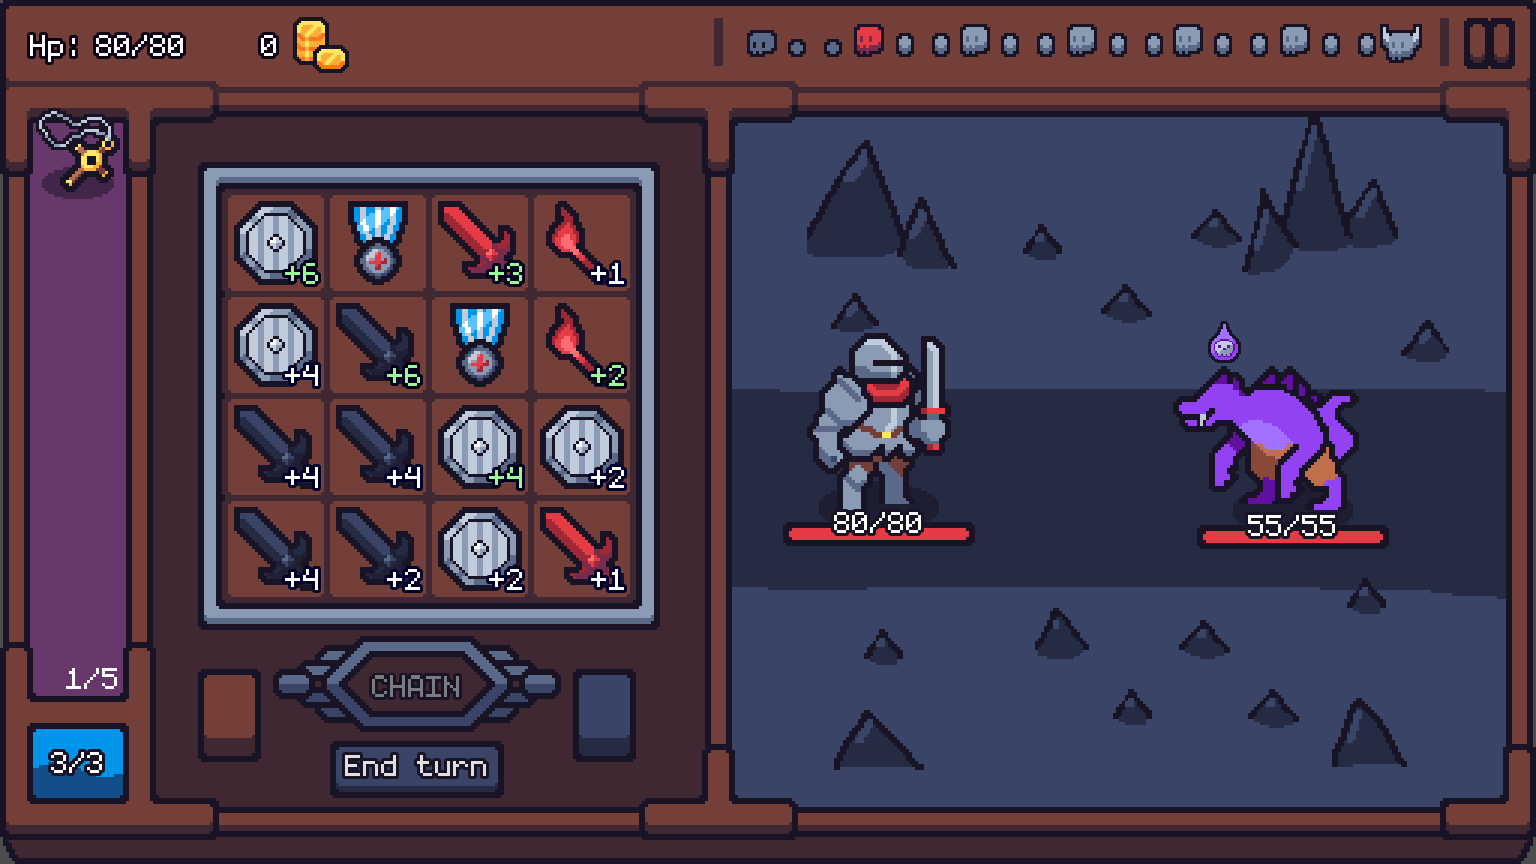 Hp: 80/80 0
+6 +3 +1
+4 +6 +2
+4 +4 +4 +2
+4 +2 +2 +1
80/80 55/55
1/5
CHAIN
3/3
End turn